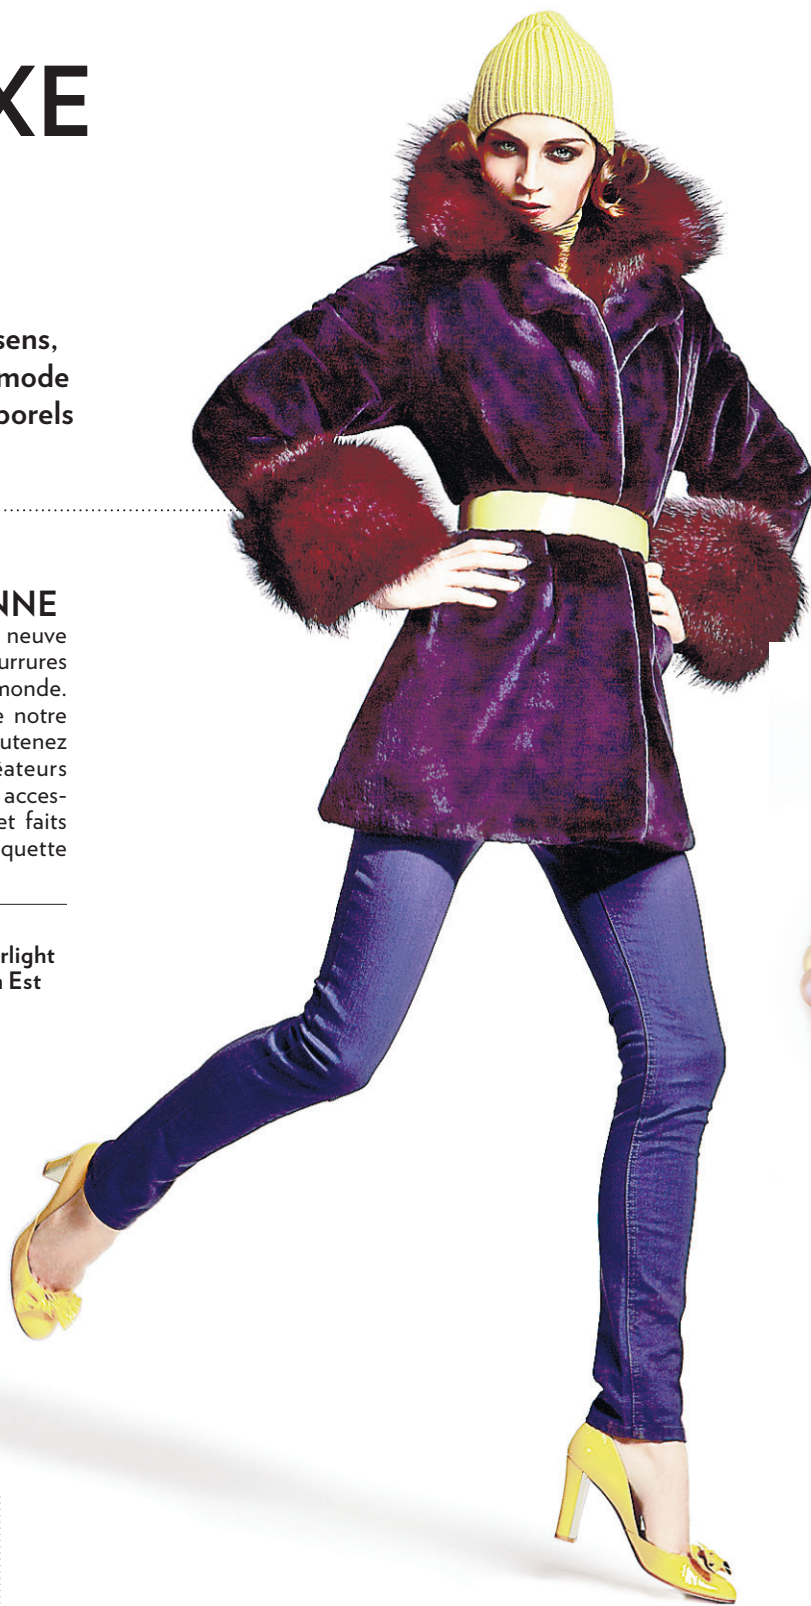 XE
sens,
mode
porels
NNE
neuve
urrures
monde.
e notre
utenez
éateurs
acces-
et faits
quette
rlight
n Est